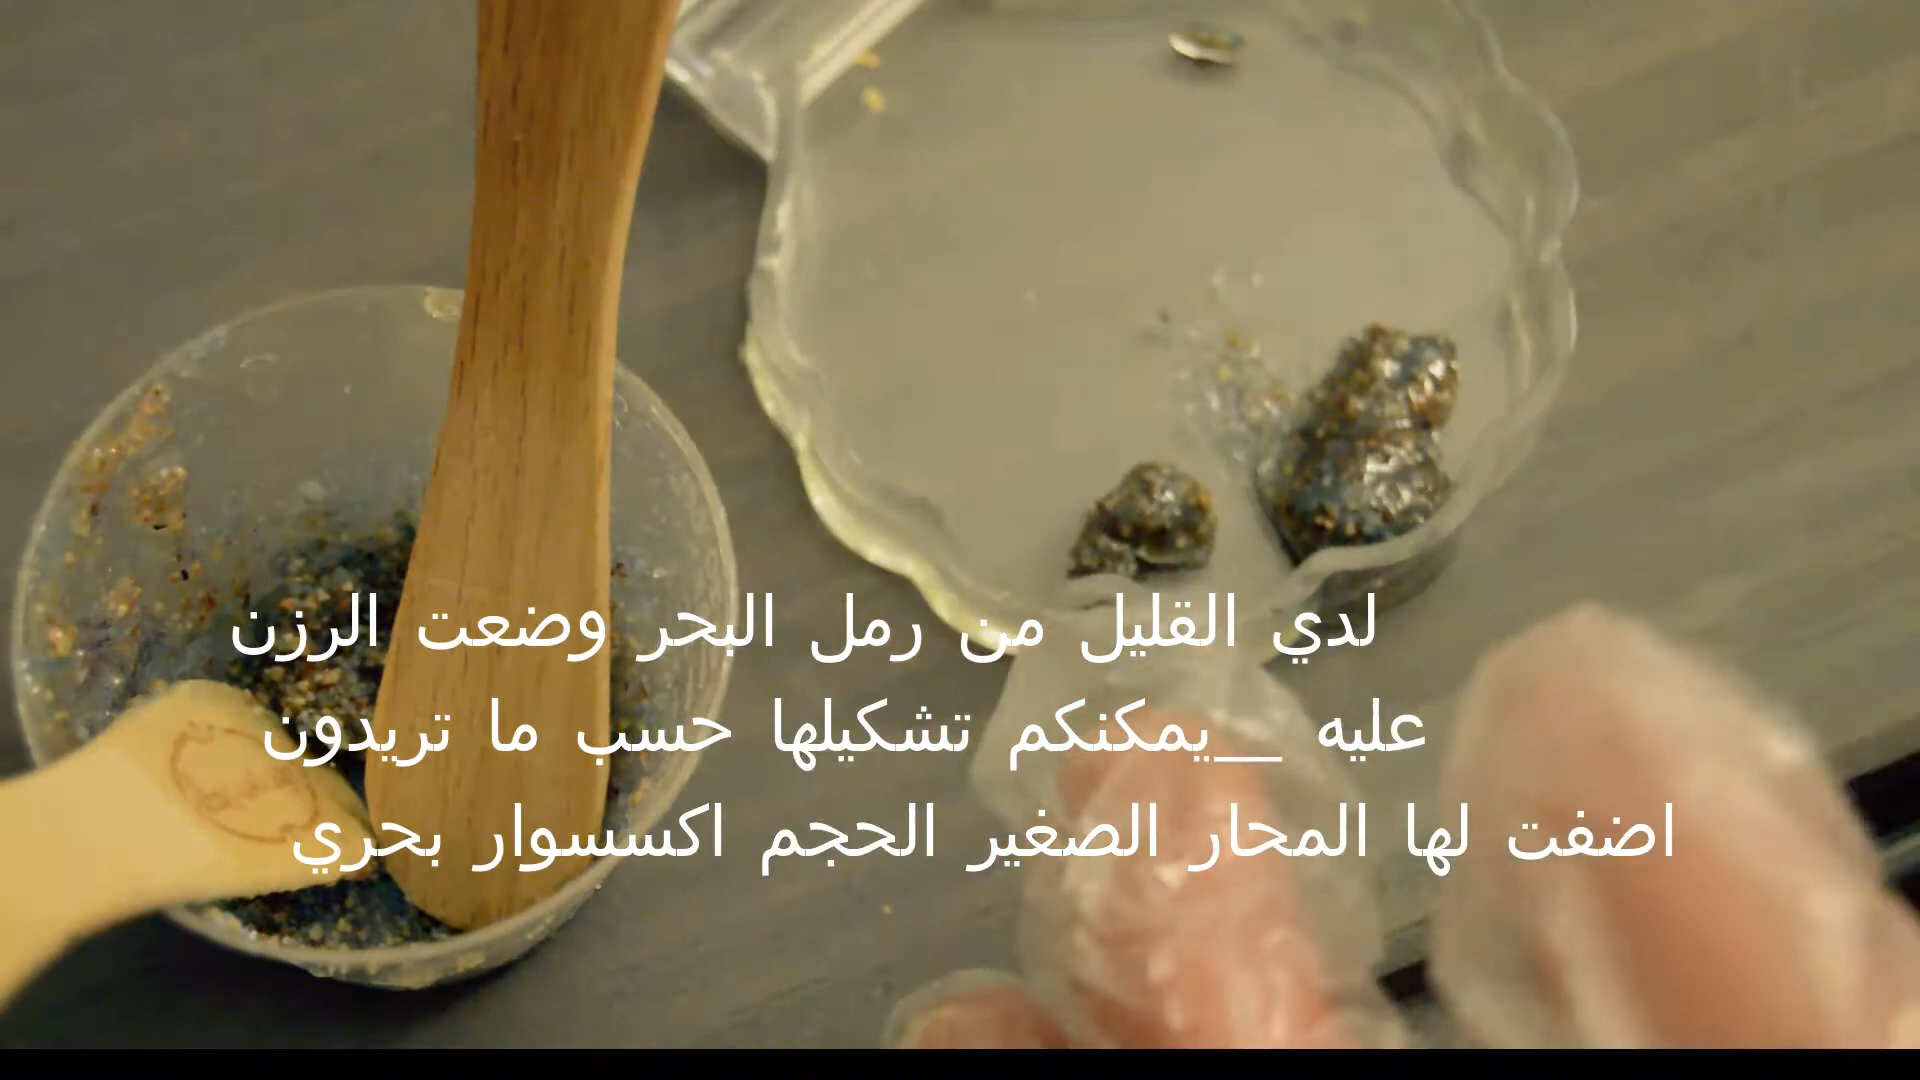 لدي القليل من رمل البحر وضعت الرزن
عليه __يمكنكم تشكيلها حسب ما تريدون
اضفت لها المحار الصغير الحجم اكسسوار بحري